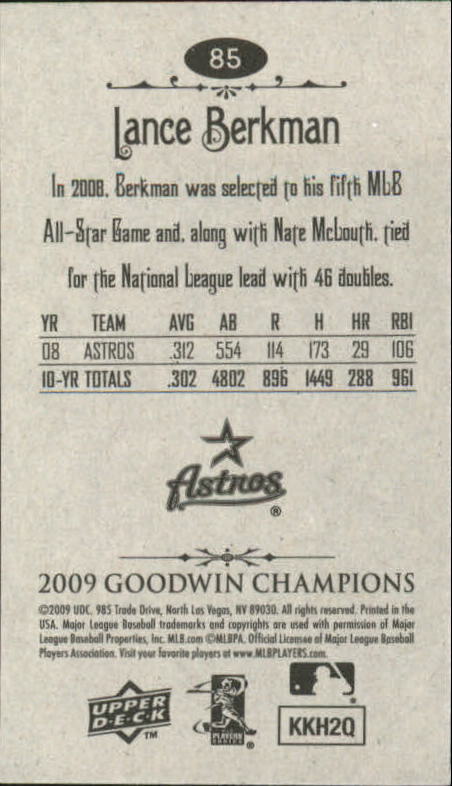 85
Lance Berkman
In 2008, Berkman was selected to his fifth MLB
All-Star Game and, along with Nate McLouth, tied
for the National League lead with 46 doubles.
YR TEAM AVG AB R H HR RBI
08 ASTROS .312 554 114 173 29 106
10-YR TOTALS .302 4802 896 1449 288 961
Astros
®
2009 GOODWIN CHAMPIONS
©2009 UDC, 985 Trade Drive, North Las Vegas, NV 89030. All rights reserved. Printed in the
USA. Major League Baseball trademarks and copyrights are used with permission of Major
League Baseball Properties, Inc. MLB.com ©MLBPA. Official Licensee of Major League Baseball
Players Association. Visit your favorite players at www.MLBPLAYERS.com.
UPPER
D·E·C·K
TM
PLAYERS
CHOICE
®
®
KKH2Q